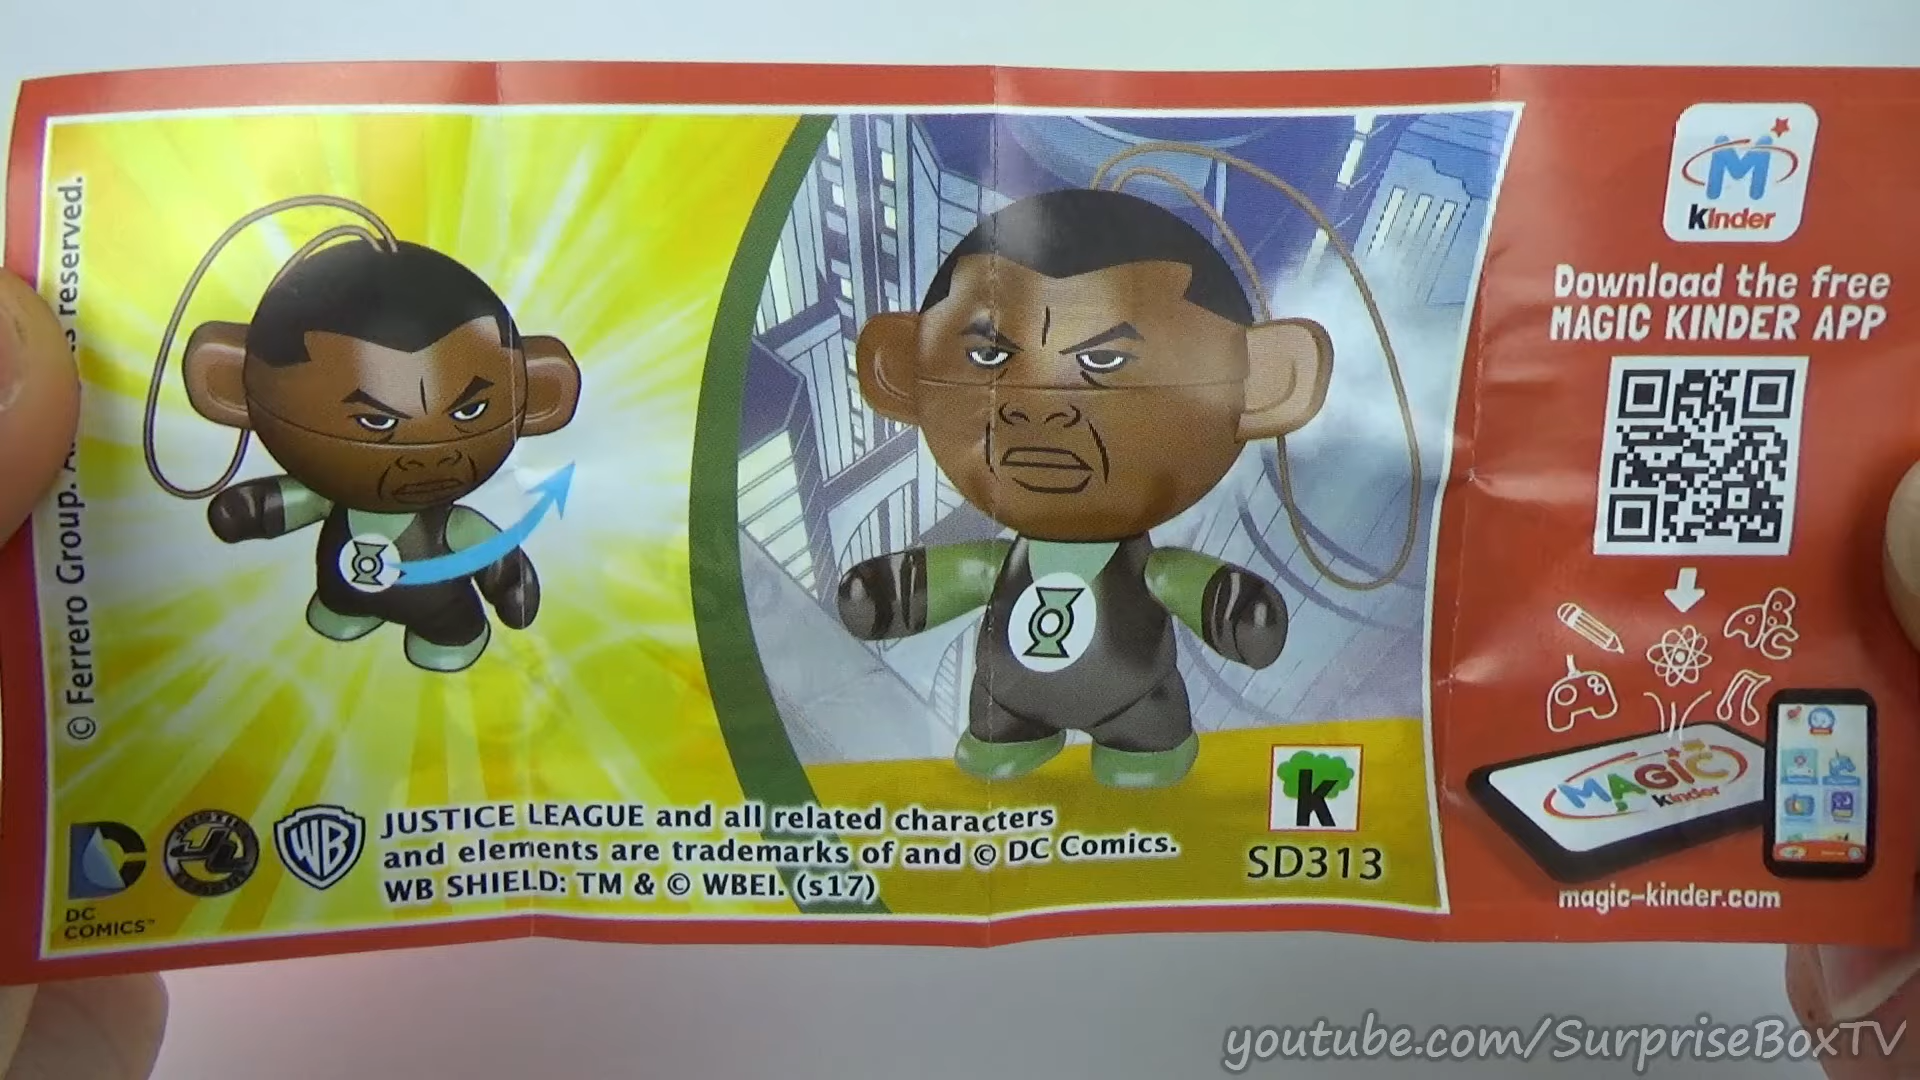 © Ferrero Group. A reserved.
JUSTICE LEAGUE and all related characters
and elements are trademarks of and © DC Comics.
WB SHIELD: TM & © WBEI. (s17)
DC
COMICS™
WB
K
SD313
M
Kinder
Download the free
MAGIC KINDER APP
ABC
MAGIC
Kinder
magic-kinder.com
youtube.com/SurpriseBoxTV